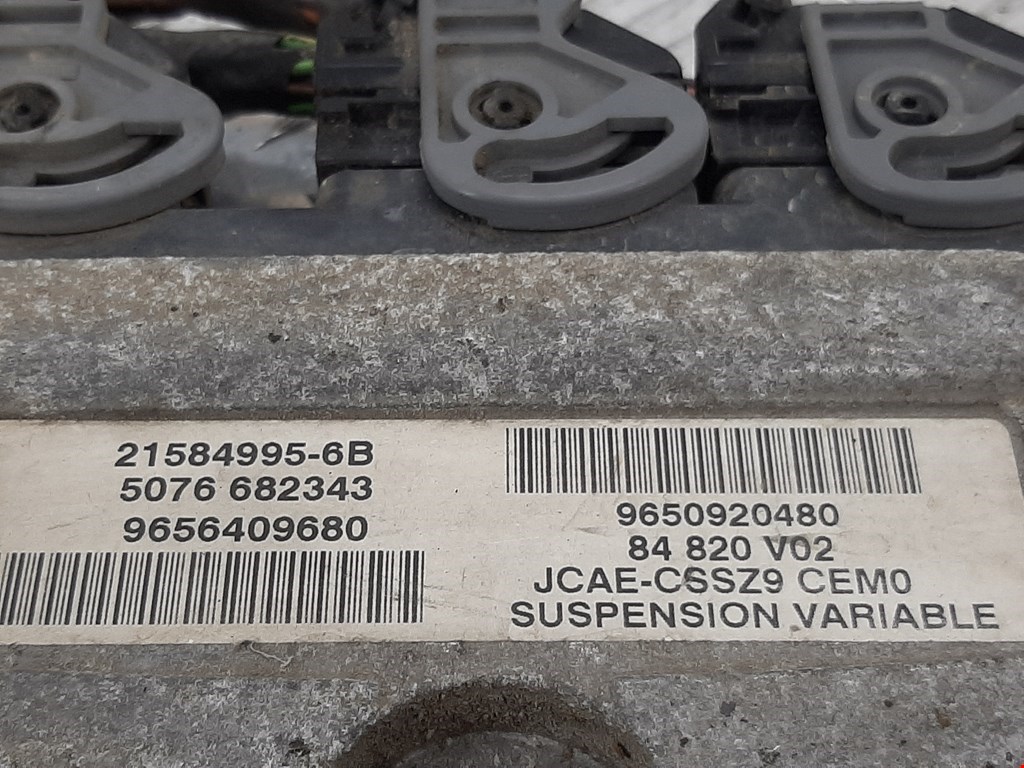 21584995-6B
5076 682343
9656409680
9650920480
84 820 V02
JCAE-CSSZ9 CEM0
SUSPENSION VARIABLE